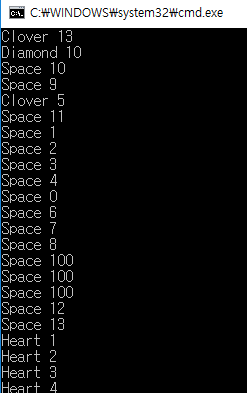 C:₩WINDOWS₩system32₩cmd.exe
Clover 13
Diamond 10
Space 10
Space 9
Clover 5
Space 11
Space 1
Space 2
Space 3
Space 4
Space 0
Space 6
Space 7
Space 8
Space 100
Space 100
Space 100
Space 12
Space 13
Heart 1
Heart 2
Heart 3
Heart 4